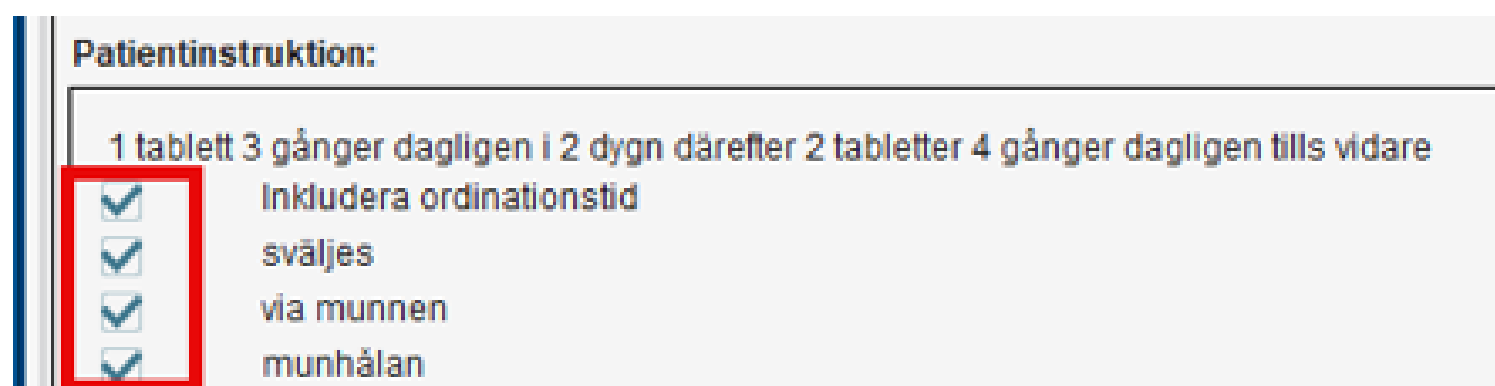 Patientinstruktion:
1 tablett 3 gånger dagligen i 2 dygn därefter 2 tabletter 4 gånger dagligen tills vidare
Inkludera ordinationstid
sväljes
via munnen
munhålan